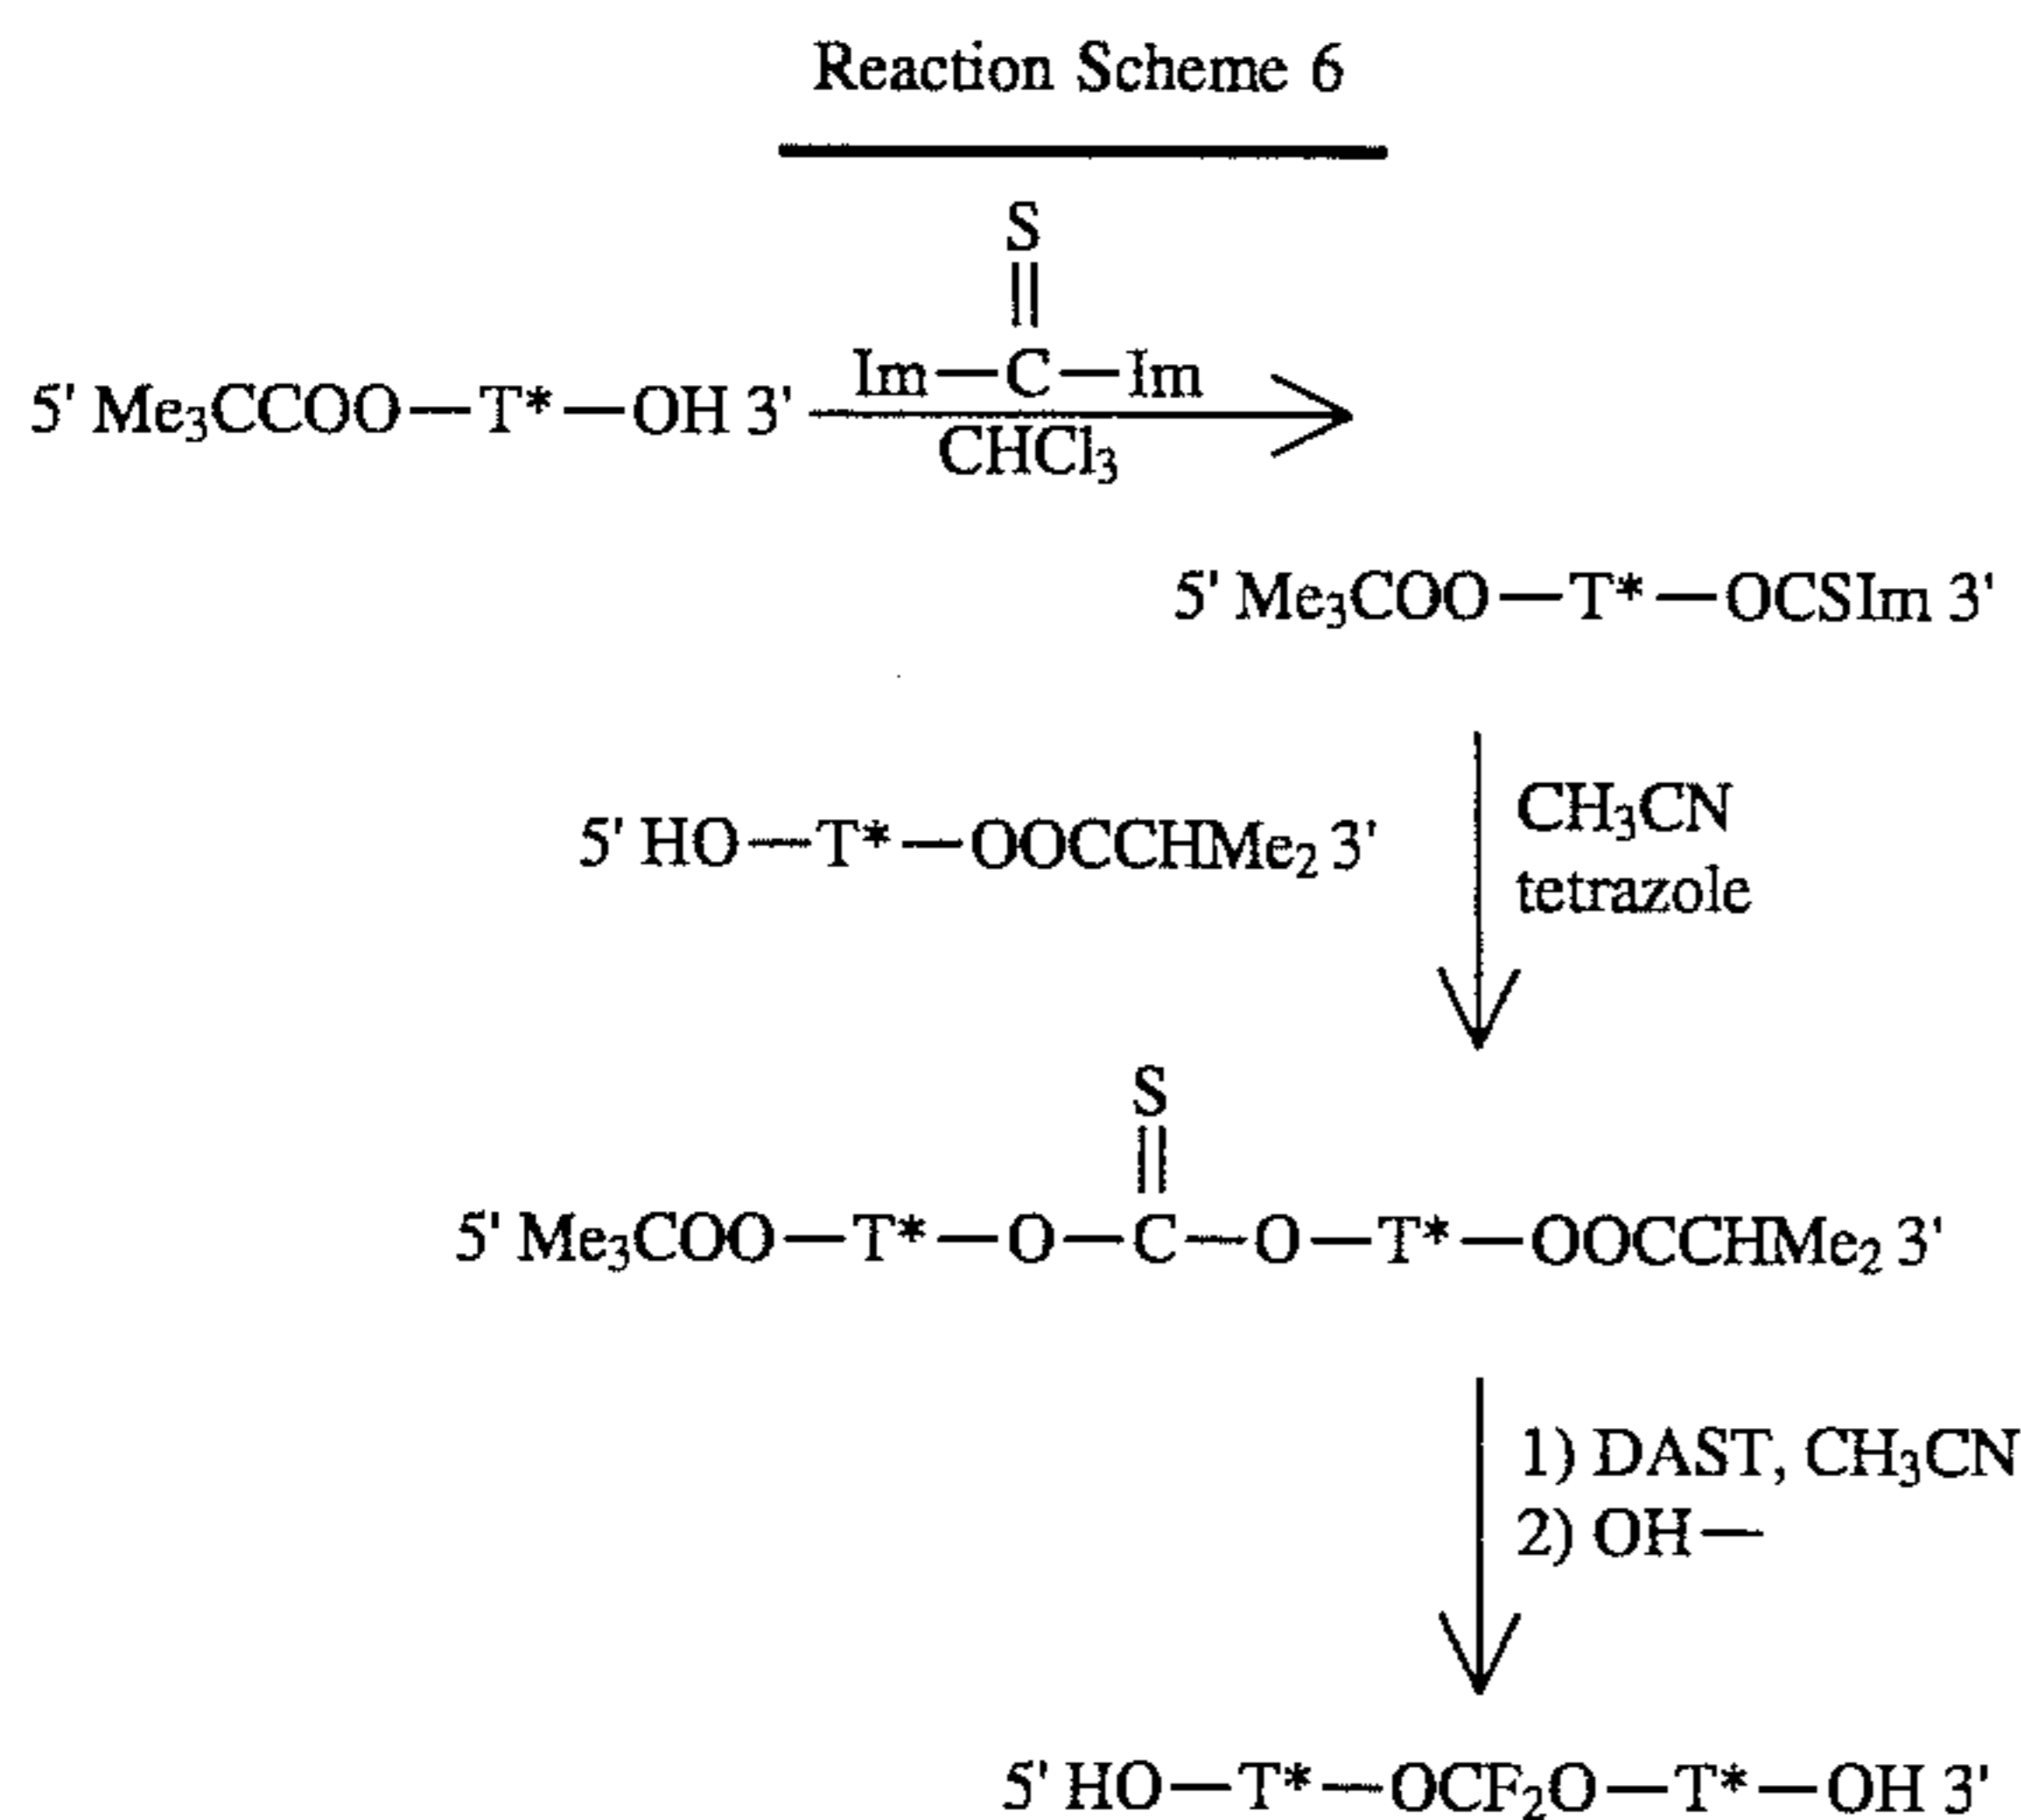 Reaction Scheme 6
S
||
Im—C—Im
5' Me₃CCOO—T*—OH 3'
CHCl₃
5' Me₃COO—T*—OCSIm 3'
CH₃CN
5' HO—T*—OOCCHMe₂ 3'
tetrazole
S
||
5' Me₃COO—T*—O—C—O—T*—OOCCHMe₂ 3'
1) DAST, CH₃CN
2) OH—
5' HO—T*—OCF₂O—T*—OH 3'